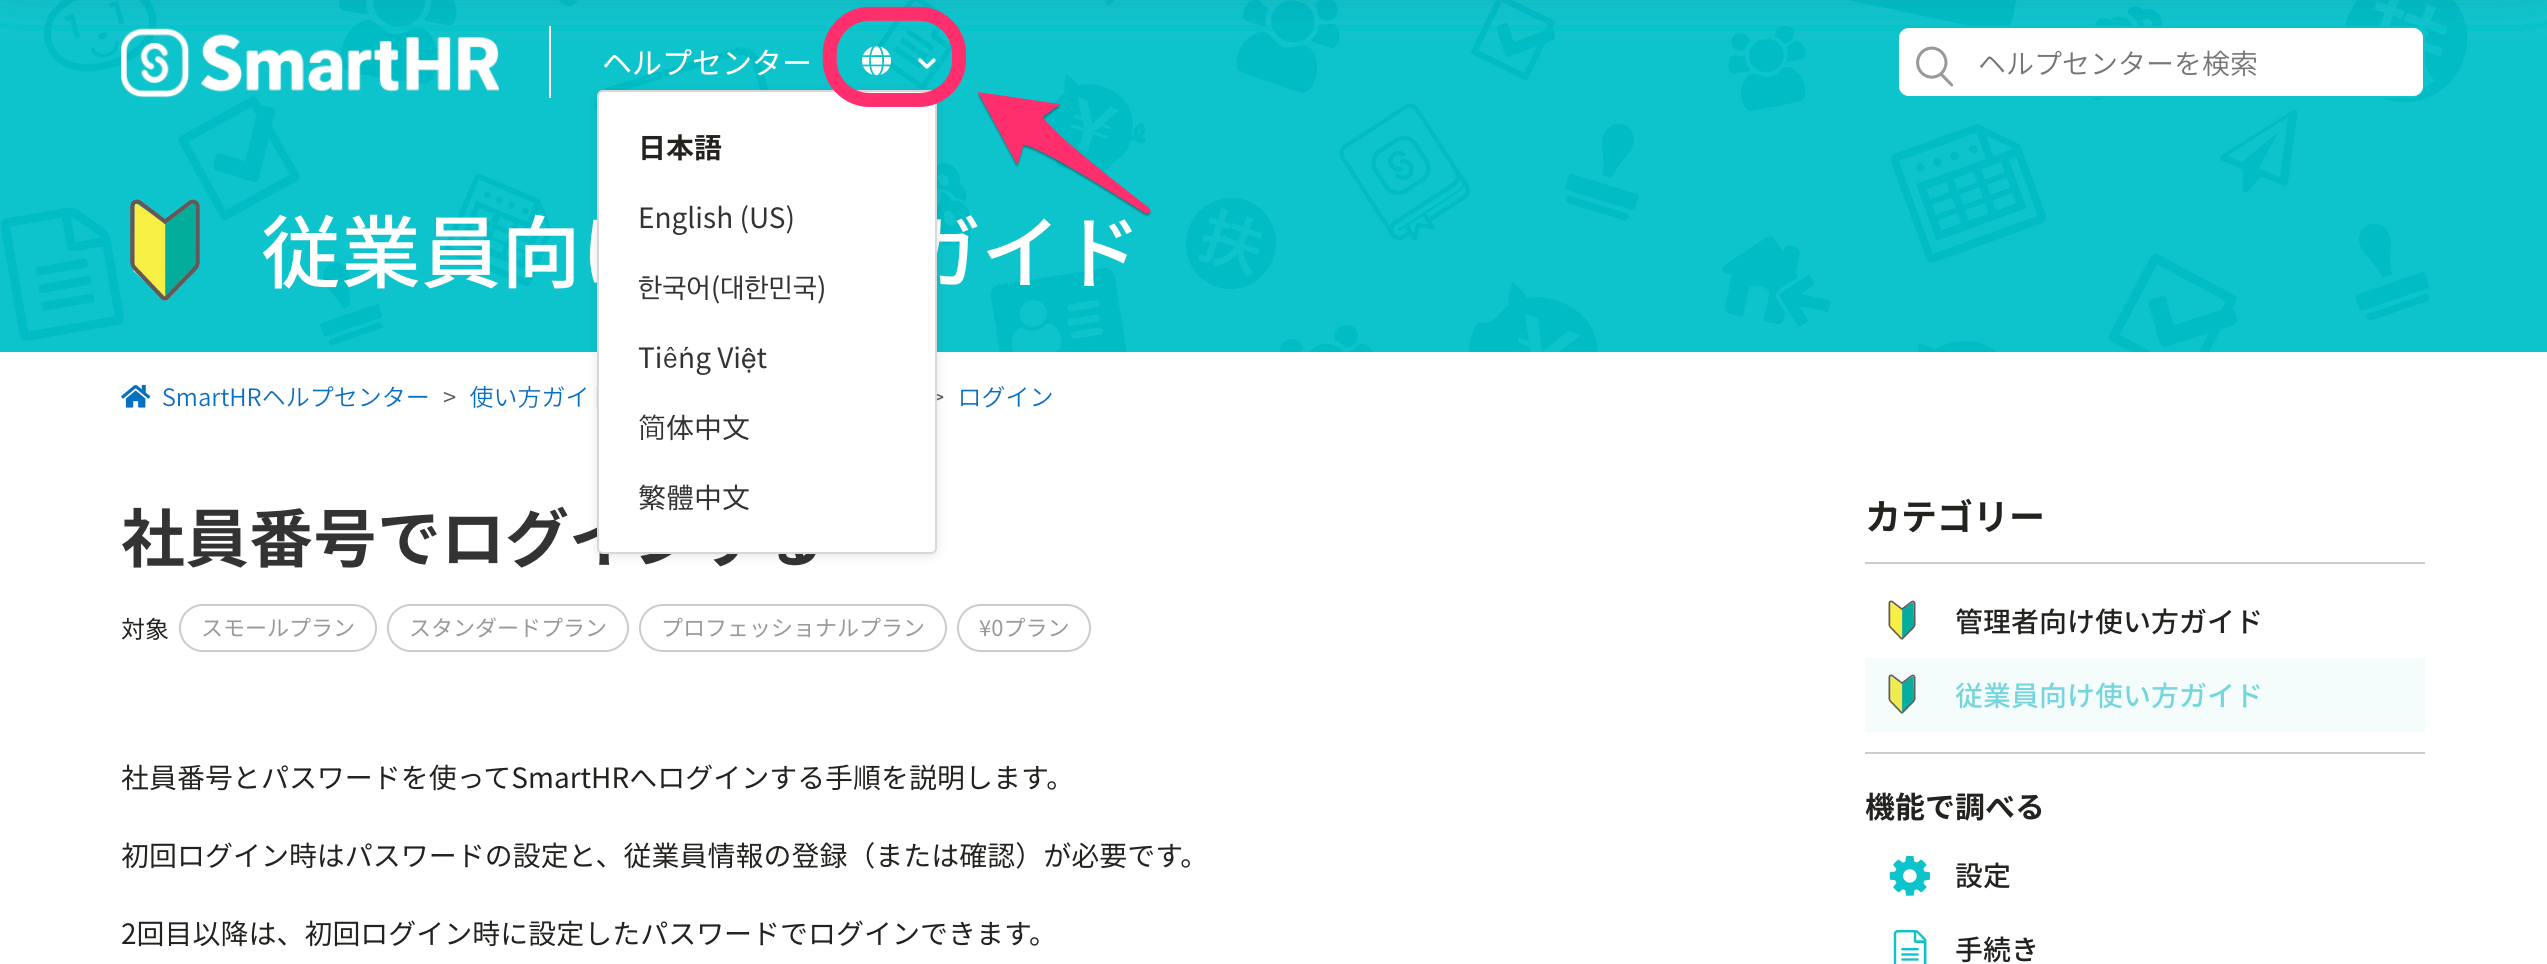 SmartHR
ヘルプセンター
ヘルプセンターを検索
日本語
English (US)
한국어(대한민국)
Tiếng Việt
简体中文
繁體中文
従業員向 ガイド
SmartHRヘルプセンター > 使い方ガイ > ログイン
社員番号でログインする
対象 スモールプラン スタンダードプラン プロフェッショナルプラン ¥0プラン
社員番号とパスワードを使ってSmartHRへログインする手順を説明します。
初回ログイン時はパスワードの設定と、従業員情報の登録（または確認）が必要です。
2回目以降は、初回ログイン時に設定したパスワードでログインできます。
カテゴリー
管理者向け使い方ガイド
従業員向け使い方ガイド
機能で調べる
設定
手続き